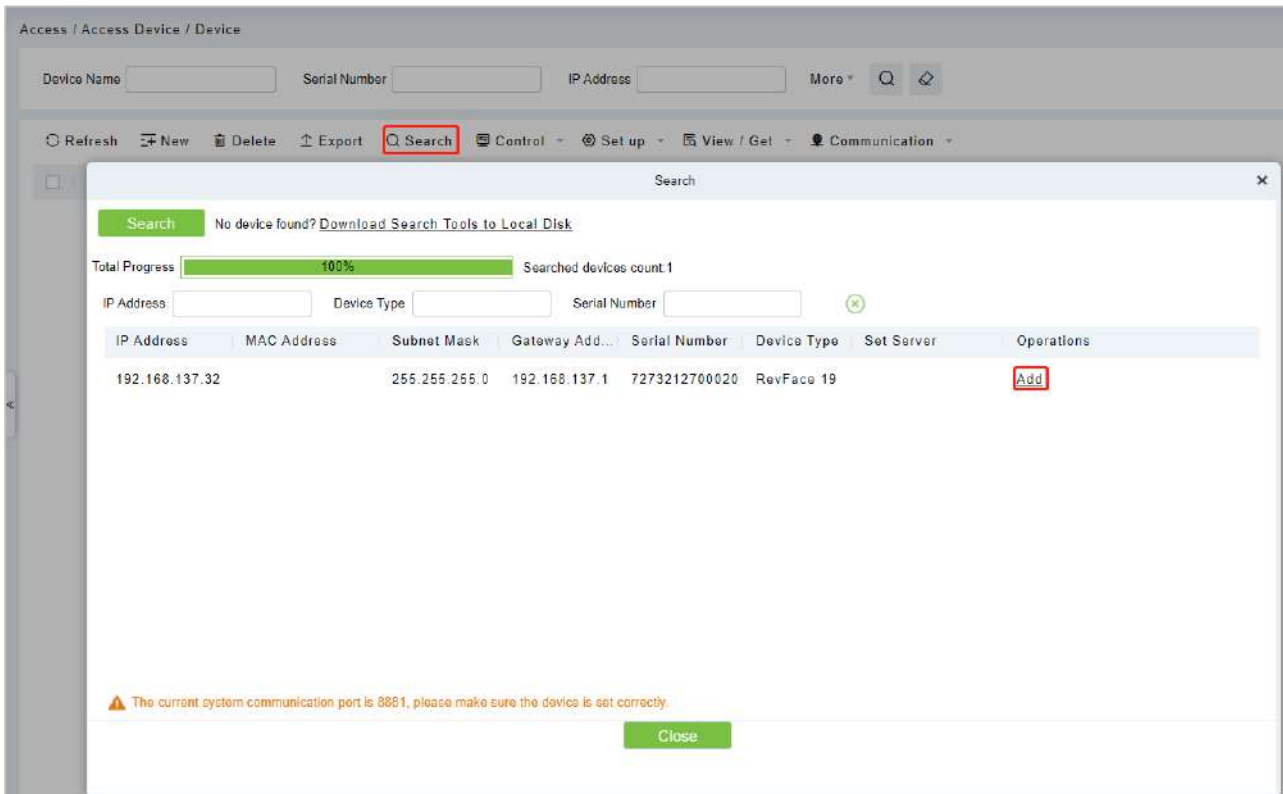 Access / Access Device / Device
Device Name Serial Number IP Address More
Refresh New Delete Export Search Control Set up View / Get Communication
Search
Search No device found? Download Search Tools to Local Disk
Total Progress 100% Searched devices count:1
IP Address Device Type Serial Number
IP Address MAC Address Subnet Mask Gateway Add... Serial Number Device Type Set Server Operations
192.168.137.32 255.255.255.0 192.168.137.1 7273212700020 RevFace 19 Add
The current system communication port is 8881, please make sure the device is set correctly.
Close